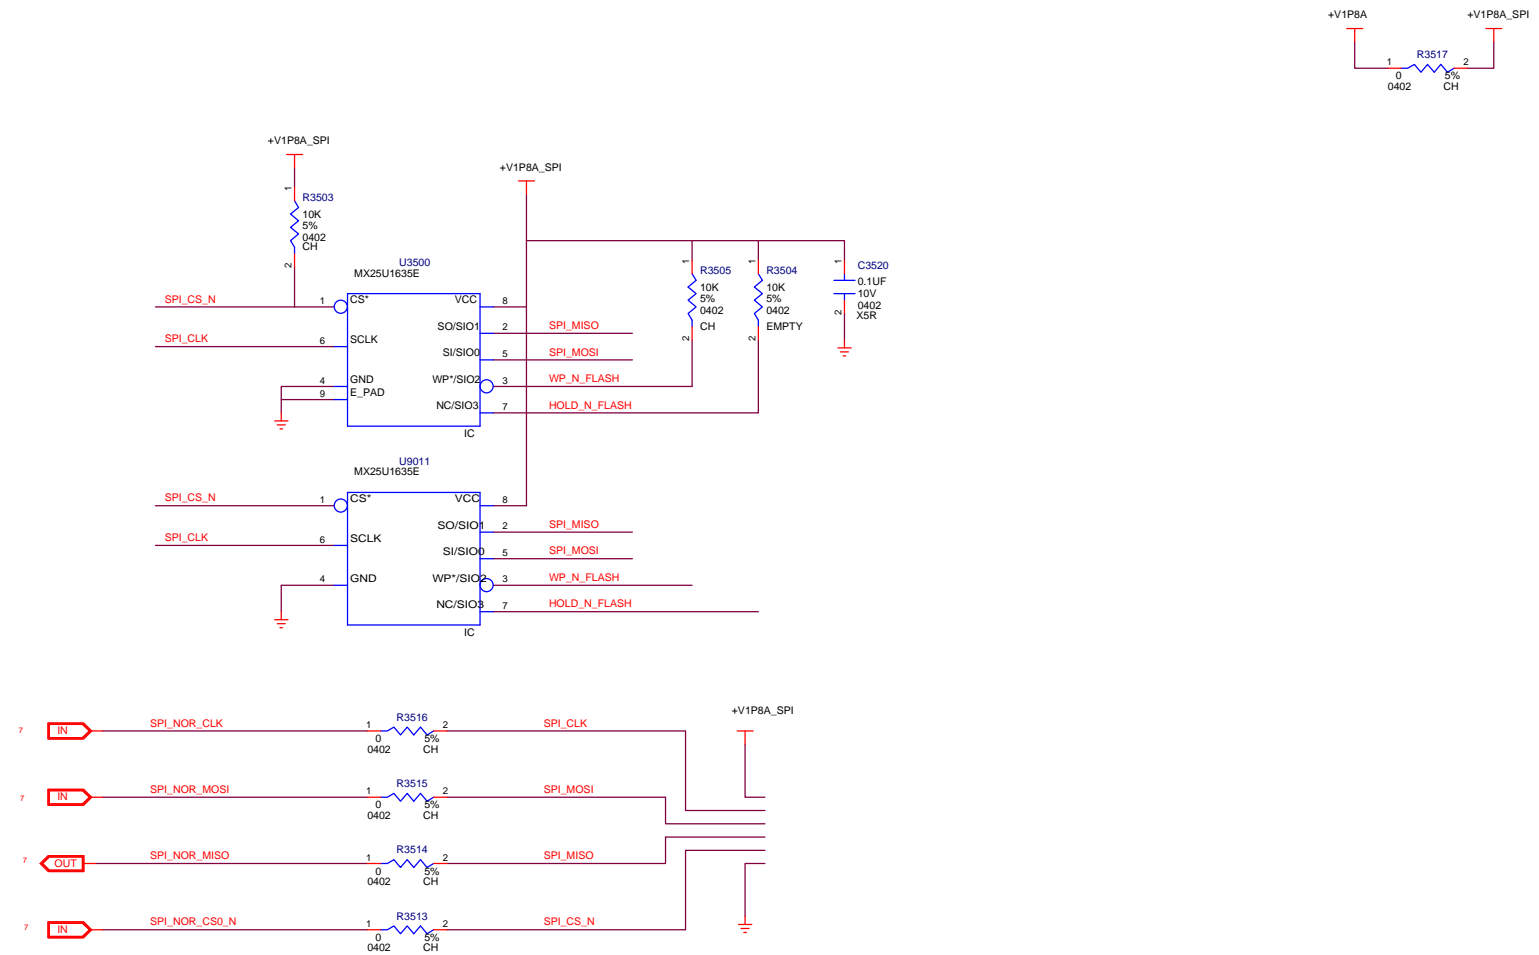 +V1P8A
+V1P8A_SPI
R3517
1
2
0
5%
0402
CH
+V1P8A_SPI
1
R3503
10K
5%
0402
CH
2
+V1P8A_SPI
U3500
MX25U1635E
SPI_CS_N
1
CS*
VCC
8
SPI_CLK
6
SCLK
SO/SIO1
2
SPI_MISO
SI/SIO0
5
SPI_MOSI
4
GND
WP*/SIO2
3
WP_N_FLASH
9
E_PAD
NC/SIO3
7
HOLD_N_FLASH
IC
1
R3505
10K
5%
0402
CH
2
1
R3504
10K
5%
0402
EMPTY
2
1
C3520
0.1UF
10V
0402
X5R
2
U9011
MX25U1635E
SPI_CS_N
1
CS*
VCC
8
SPI_CLK
6
SCLK
SO/SIO1
2
SPI_MISO
SI/SIO0
5
SPI_MOSI
4
GND
WP*/SIO2
3
WP_N_FLASH
NC/SIO3
7
HOLD_N_FLASH
IC
7
IN
SPI_NOR_CLK
1
R3516
2
0
5%
0402
CH
SPI_CLK
+V1P8A_SPI
7
IN
SPI_NOR_MOSI
1
R3515
2
0
5%
0402
CH
SPI_MOSI
7
OUT
SPI_NOR_MISO
1
R3514
2
0
5%
0402
CH
SPI_MISO
7
IN
SPI_NOR_CS0_N
1
R3513
2
0
5%
0402
CH
SPI_CS_N